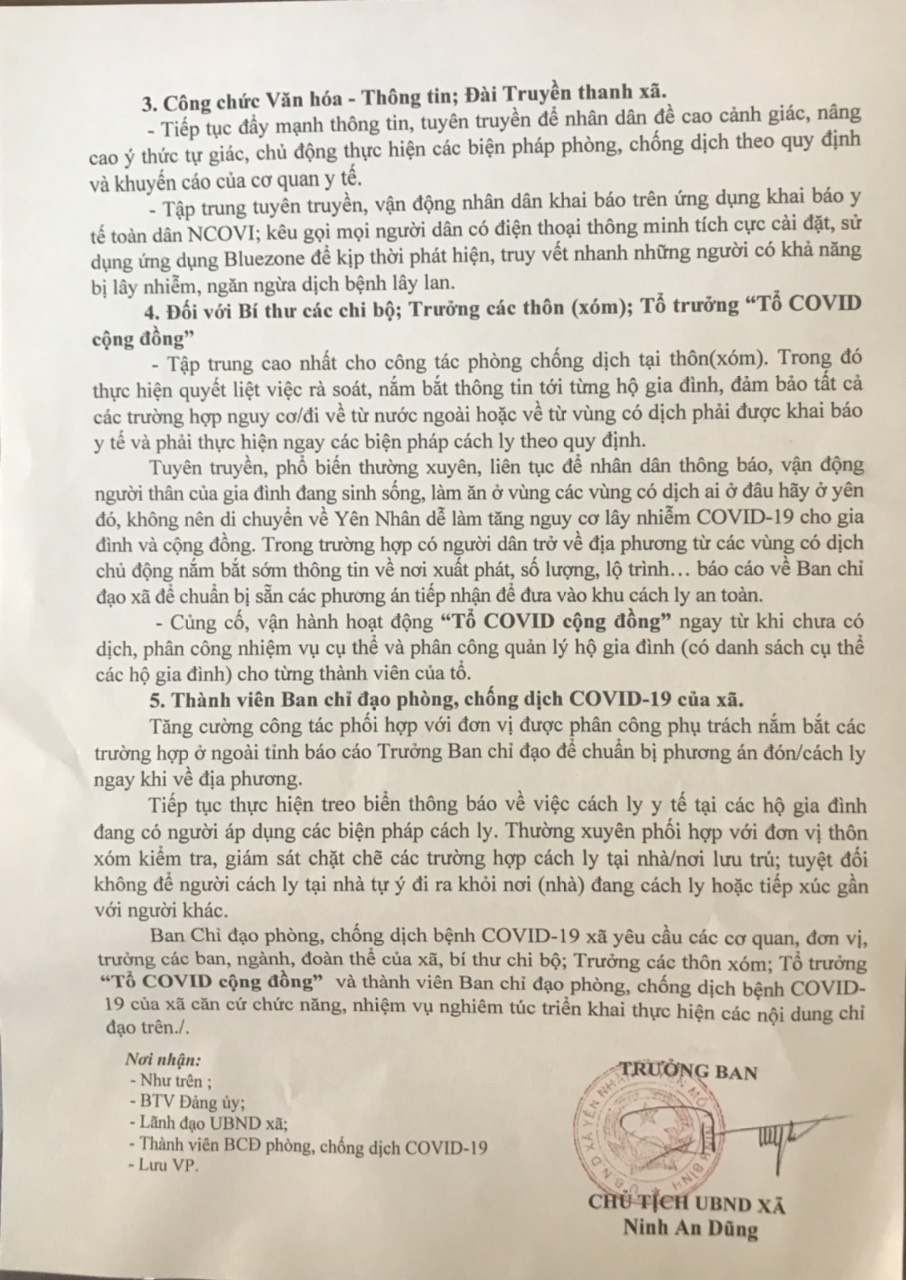 3. Công chức Văn hóa - Thông tin; Đài Truyền thanh xã.
- Tiếp tục đẩy mạnh thông tin, tuyên truyền để nhân dân đề cao cảnh giác, nâng
cao ý thức tự giác, chủ động thực hiện các biện pháp phòng, chống dịch theo quy định
và khuyến cáo của cơ quan y tế.
- Tập trung tuyên truyền, vận động nhân dân khai báo trên ứng dụng khai báo y
tế toàn dân NCOVI; kêu gọi mọi người dân có điện thoại thông minh tích cực cài đặt, sử
dụng ứng dụng Bluezone để kịp thời phát hiện, truy vết nhanh những người có khả năng
bị lây nhiễm, ngăn ngừa dịch bệnh lây lan.
4. Đối với Bí thư các chi bộ; Trưởng các thôn (xóm); Tổ trưởng “Tổ COVID
cộng đồng”
- Tập trung cao nhất cho công tác phòng chống dịch tại thôn(xóm). Trong đó
thực hiện quyết liệt việc rà soát, nắm bắt thông tin tới từng hộ gia đình, đảm bảo tất cả
các trường hợp nguy cơ/đi về từ nước ngoài hoặc về từ vùng có dịch phải được khai báo
y tế và phải thực hiện ngay các biện pháp cách ly theo quy định.
Tuyên truyền, phổ biến thường xuyên, liên tục để nhân dân thông báo, vận động
người thân của gia đình đang sinh sống, làm ăn ở vùng các vùng có dịch ai ở đâu hãy ở yên
đó, không nên di chuyển về Yên Nhân dễ làm tăng nguy cơ lây nhiễm COVID-19 cho gia
đình và cộng đồng. Trong trường hợp có người dân trở về địa phương từ các vùng có dịch
chủ động nắm bắt sớm thông tin về nơi xuất phát, số lượng, lộ trình… báo cáo về Ban chỉ
đạo xã để chuẩn bị sẵn các phương án tiếp nhận để đưa vào khu cách ly an toàn.
- Củng cố, vận hành hoạt động “Tổ COVID cộng đồng” ngay từ khi chưa có
dịch, phân công nhiệm vụ cụ thể và phân công quản lý hộ gia đình (có danh sách cụ thể
các hộ gia đình) cho từng thành viên của tổ.
5. Thành viên Ban chỉ đạo phòng, chống dịch COVID-19 của xã.
Tăng cường công tác phối hợp với đơn vị được phân công phụ trách nắm bắt các
trường hợp ở ngoài tỉnh báo cáo Trưởng Ban chỉ đạo để chuẩn bị phương án đón/cách ly
ngay khi về địa phương.
Tiếp tục thực hiện treo biển thông báo về việc cách ly y tế tại các hộ gia đình
đang có người áp dụng các biện pháp cách ly. Thường xuyên phối hợp với đơn vị thôn
xóm kiểm tra, giám sát chặt chẽ các trường hợp cách ly tại nhà/nơi lưu trú; tuyệt đối
không để người cách ly tại nhà tự ý đi ra khỏi nơi (nhà) đang cách ly hoặc tiếp xúc gần
với người khác.
Ban Chỉ đạo phòng, chống dịch bệnh COVID-19 xã yêu cầu các cơ quan, đơn vị,
trưởng các ban, ngành, đoàn thể của xã, bí thư chi bộ; Trưởng các thôn xóm; Tổ trưởng
“Tổ COVID cộng đồng” và thành viên Ban chỉ đạo phòng, chống dịch bệnh COVID-
19 của xã căn cứ chức năng, nhiệm vụ nghiêm túc triển khai thực hiện các nội dung chỉ
đạo trên./.
Nơi nhận:
- Như trên ;
- BTV Đảng ủy;
- Lãnh đạo UBND xã;
- Thành viên BCĐ phòng, chống dịch COVID-19
- Lưu VP.
TRƯỞNG BAN
CHỦ TỊCH UBND XÃ
Ninh An Dũng